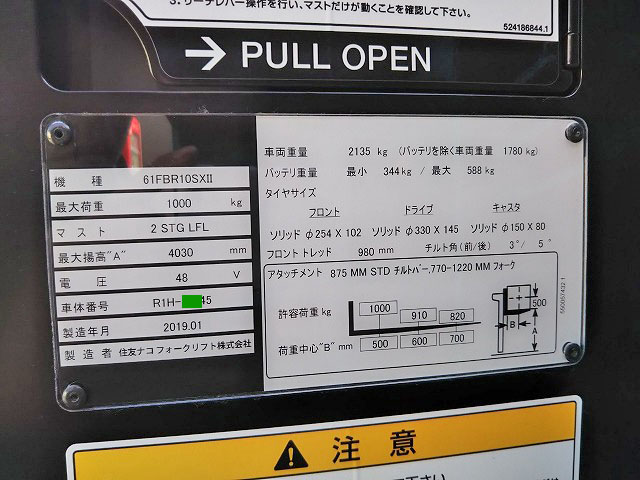 3. リーチレバー操作を行い、マストだけが動くことを確認して下さい。
524186844.1
→ PULL OPEN
機 種 61FBR10SXII
最大荷重 1000 kg
マスト 2 STG LFL
最大揚高"A" 4030 mm
電 圧 48 V
車体番号 R1H- 45
製造年月 2019.01
製造者 住友ナコフォークリフト株式会社
車両重量 2135 kg (バッテリを除く車両重量 1780 kg)
バッテリ重量 最小 344 kg / 最大 588 kg
タイヤサイズ
フロント ドライブ キャスタ
ソリッド φ254 X 102 ソリッド φ330 X 145 ソリッド φ150 X 80
フロントトレッド 980 mm チルト角(前/後) 3°/ 5°
アタッチメント 875 MM STD チルトバー,770-1220 MM フォーク
許容荷重 kg 1000 910 820
荷重中心"B" mm 500 600 700
500
B
A
550057422.1
注 意